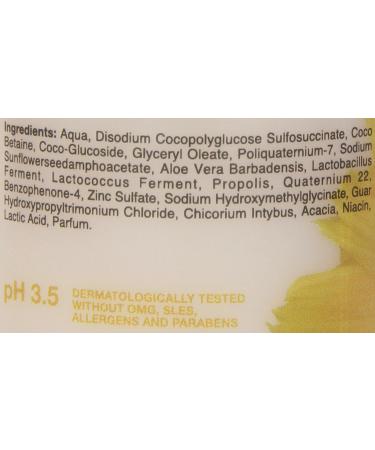 Ingredients: Aqua, Disodium Cocopolyglucose Sulfosuccinate, Coco
Betaine, Coco-Glucoside, Glyceryl Oleate, Poliquaternium-7, Sodium
Sunflowerseedamphoacetate, Aloe Vera Barbadensis, Lactobacillus
Ferment, Lactococcus Ferment, Propolis, Quaternium 22,
Benzophenone-4, Zinc Sulfate, Sodium Hydroxymethylglycinate, Guar
Hydroxypropyltrimonium Chloride, Chicorium Intybus, Acacia, Niacin,
Lactic Acid, Parfum.
pH 3.5
DERMATOLOGICALLY TESTED
WITHOUT OMG, SLES,
ALLERGENS AND PARABENS